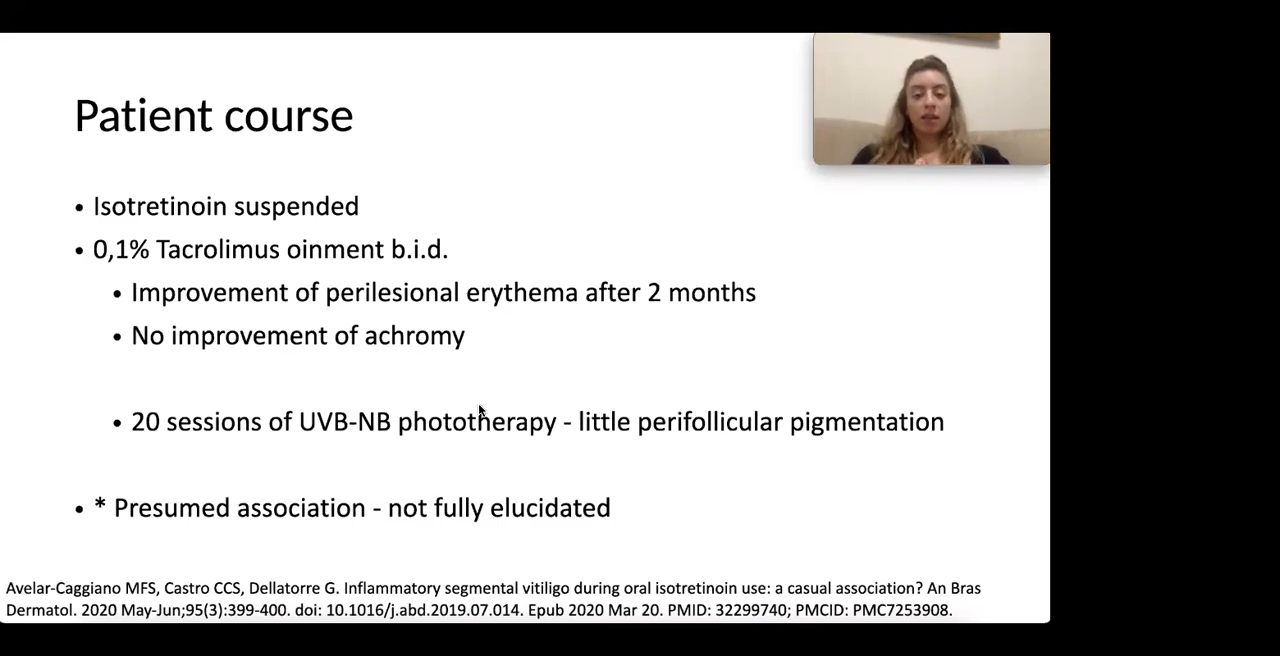 Patient course
• Isotretinoin suspended
• 0,1% Tacrolimus oinment b.i.d.
• Improvement of perilesional erythema after 2 months
• No improvement of achromy
• 20 sessions of UVB-NB phototherapy - little perifollicular pigmentation
• * Presumed association - not fully elucidated
Avelar-Caggiano MFS, Castro CCS, Dellatorre G. Inflammatory segmental vitiligo during oral isotretinoin use: a casual association? An Bras
Dermatol. 2020 May-Jun;95(3):399-400. doi: 10.1016/j.abd.2019.07.014. Epub 2020 Mar 20. PMID: 32299740; PMCID: PMC7253908.